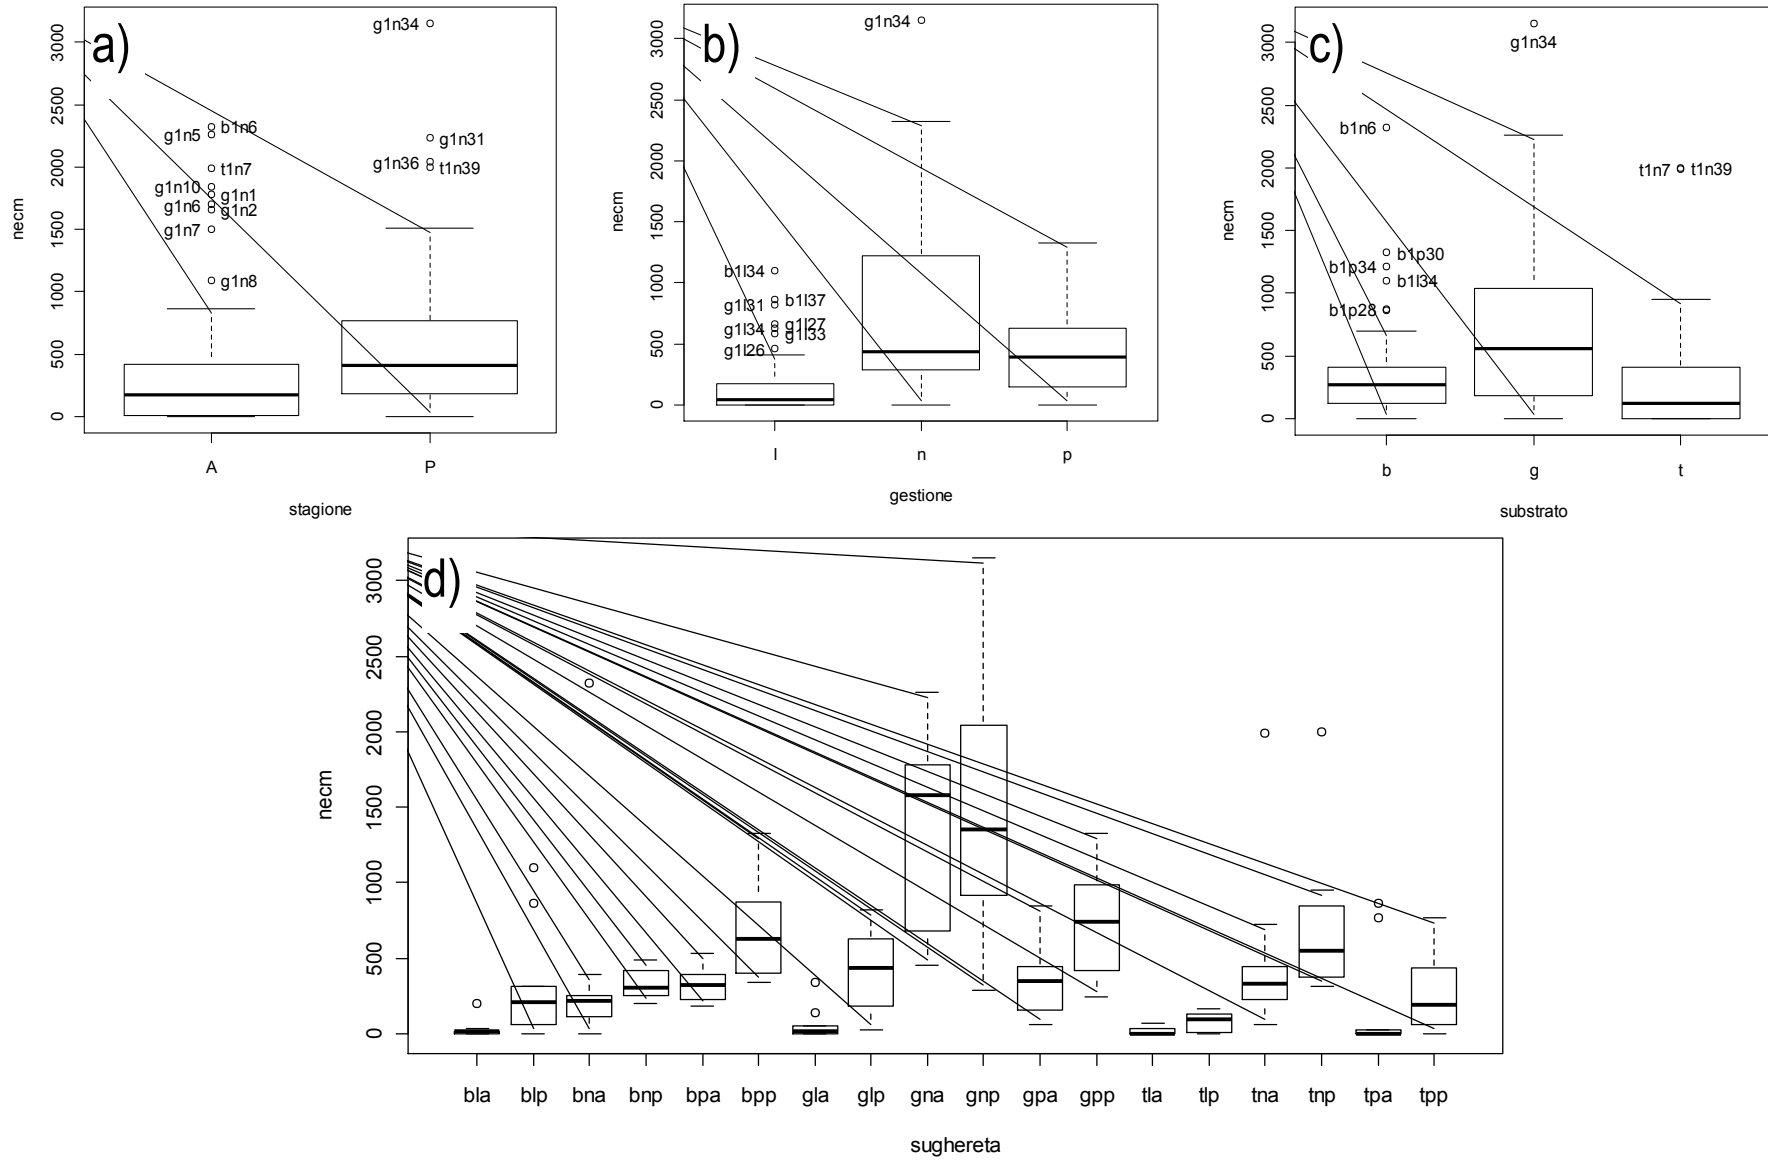 a)
necm
3000
2500
2000
1500
1000
500
0
g1n34
b1n6
g1n5
g1n31
t1n7
g1n36
t1n39
g1n10
g1n1
g1n6
g1n2
g1n7
g1n8
A
P
stagione
b)
necm
3000
2500
2000
1500
1000
500
0
g1n34
b1l34
b1l37
g1l31
g1l27
g1l34
g1l33
g1l26
l
n
p
gestione
c)
necm
3000
2500
2000
1500
1000
500
0
g1n34
b1n6
t1n7
t1n39
b1p30
b1p34
b1l34
b1p28
b
g
t
substrato
d)
necm
3000
2500
2000
1500
1000
500
0
bla blp bna bnp bpa bpp gla glp gna gnp gpa gpp tla tlp tna tnp tpa tpp
sughereta